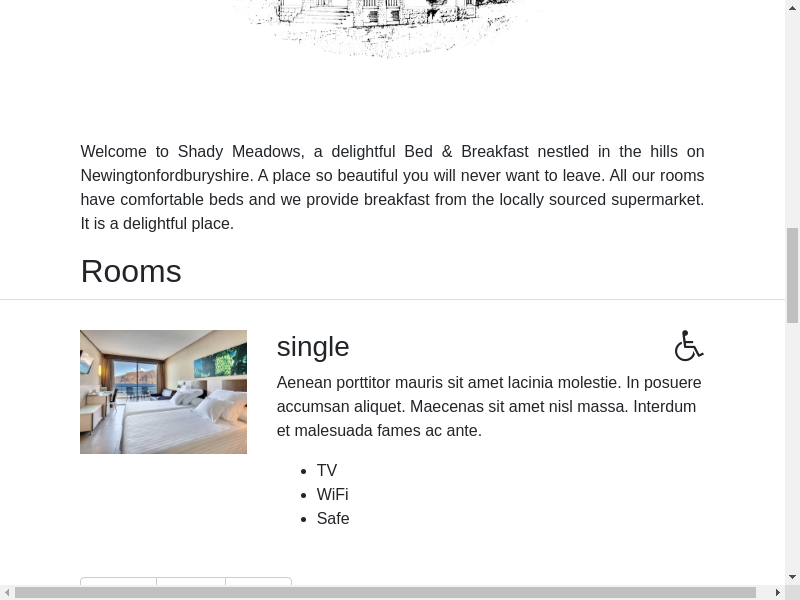 Welcome to Shady Meadows, a delightful Bed & Breakfast nestled in the hills on
Newingtonfordburyshire. A place so beautiful you will never want to leave. All our rooms
have comfortable beds and we provide breakfast from the locally sourced supermarket.
It is a delightful place.
Rooms
single
Aenean porttitor mauris sit amet lacinia molestie. In posuere
accumsan aliquet. Maecenas sit amet nisl massa. Interdum
et malesuada fames ac ante.
TV
WiFi
Safe